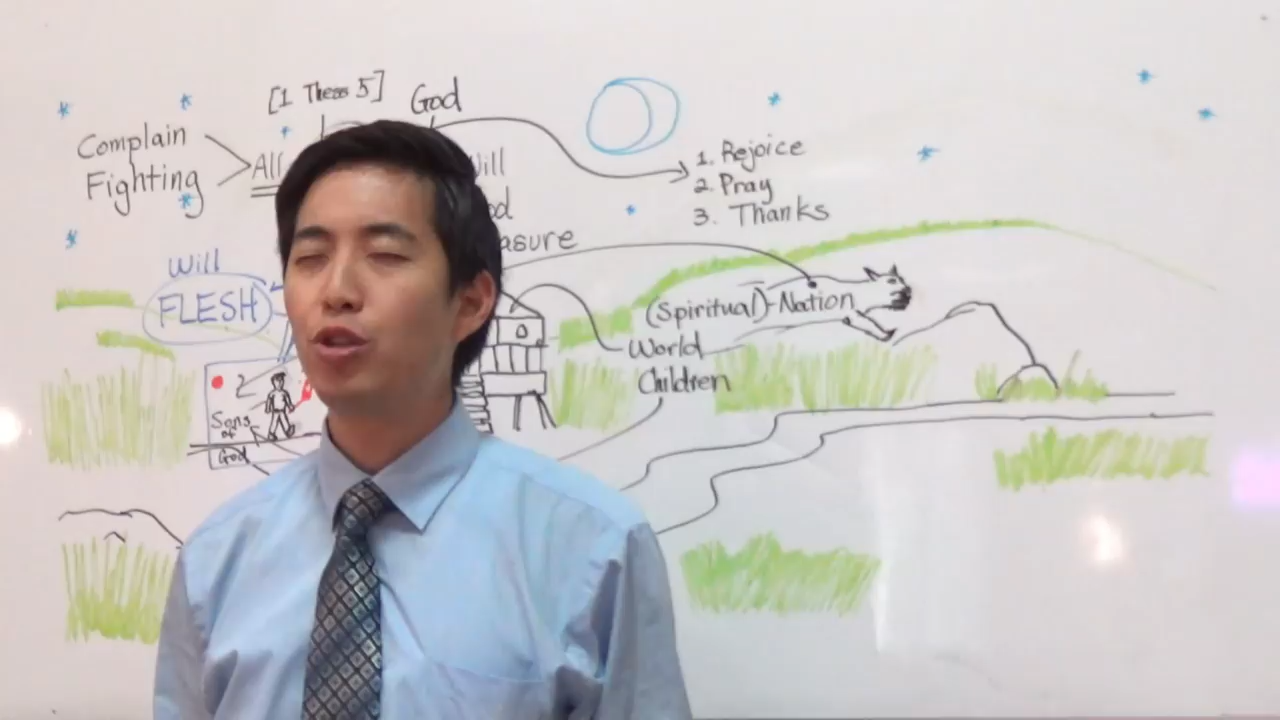 [1 Thess 5] God
Complain
Fighting
All
Will
1. Rejoice
2. Pray
3. Thanks
asure
Will
FLESH
(Spiritual)-Nation
World
Children
2
Sons
of
God